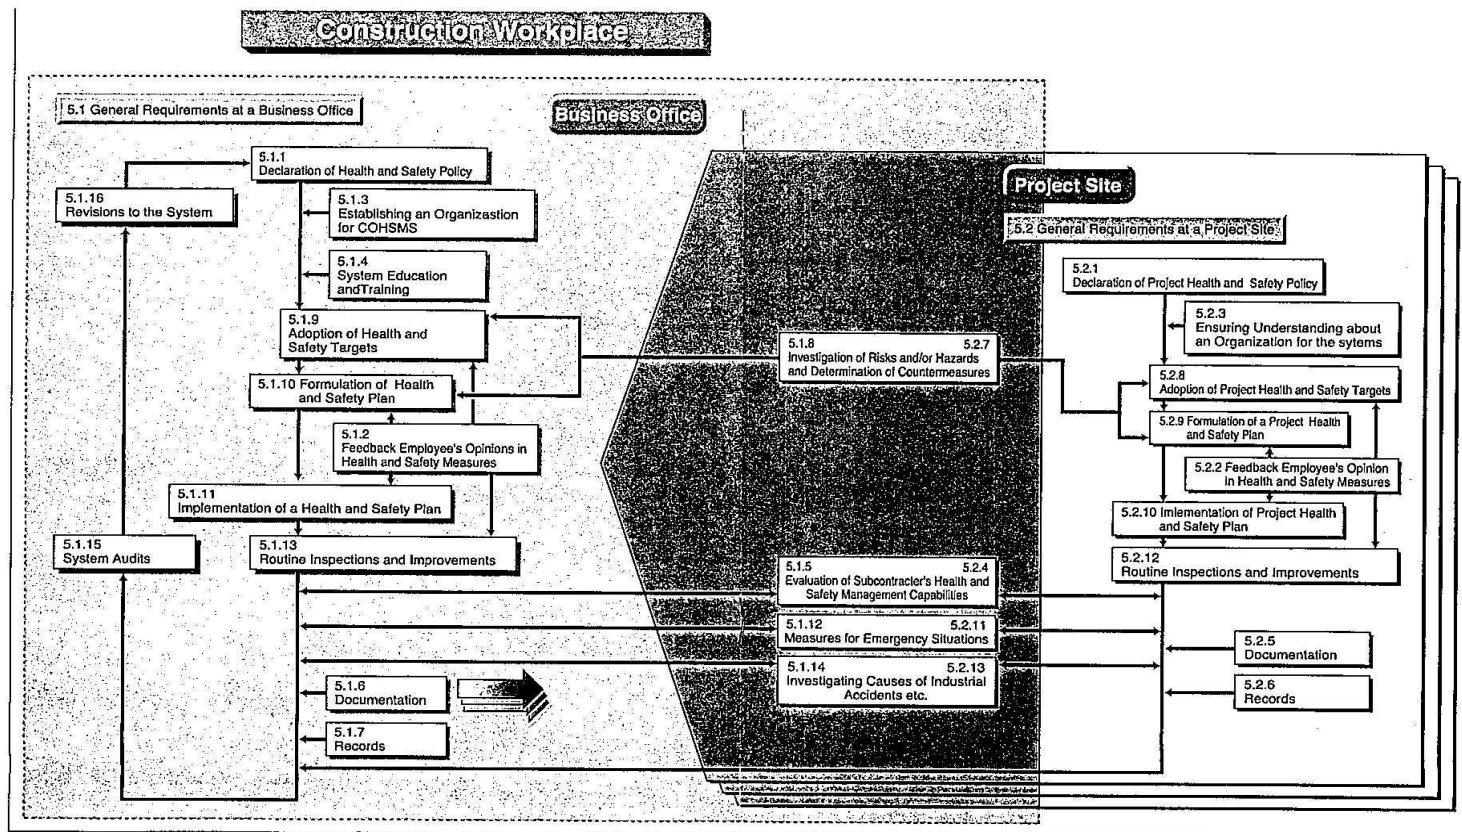 Construction Workplace
5.1 General Requirements at a Business Office
Business Office
5.1.1
Declaration of Health and Safety Policy
5.1.16
Revisions to the System
5.1.3
Establishing an Organizastion
for COHSMS
5.1.4
System Education
andTraining
5.1.9
Adoption of Health and
Safety Targets
5.1.10 Formulation of Health
and Safety Plan
5.1.2
Feedback Employee's Opinions in
Health and Safety Measures
5.1.11
Implementation of a Health and Safety Plan
5.1.15
System Audits
5.1.13
Routine Inspections and Improvements
5.1.6
Documentation
5.1.7
Records
5.1.8 5.2.7
Investigation of Risks and/or Hazards
and Determination of Countermeasures
5.1.5 5.2.4
Evaluation of Subcontracler's Health and
Safety Management Capabilities
5.1.12 5.2.11
Measures for Emergency Situations
5.1.14 5.2.13
Investigating Causes of Industrial
Accidents etc.
Project Site
5.2 General Requirements at a Project Site
5.2.1
Declaration of Project Health and Safety Policy
5.2.3
Ensuring Understanding about
an Organization for the sytems
5.2.8
Adoption of Project Health and Safety Targets
5.2.9 Formulation of a Project Health
and Safety Plan
5.2.2 Feedback Employee's Opinion
in Health and Safety Measures
5.2.10 Imlementation of Project Health
and Safety Plan
5.2.12
Routine Inspections and Improvements
5.2.5
Documentation
5.2.6
Records